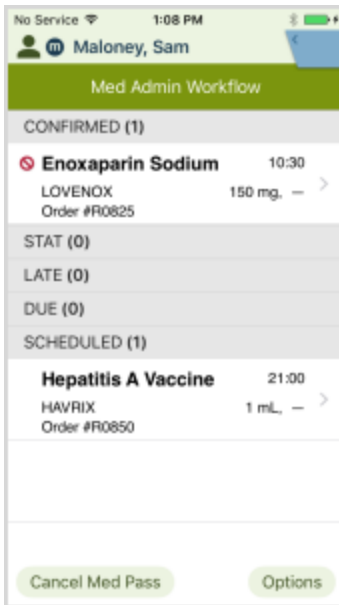 No Service 1:08 PM
m Maloney, Sam
Med Admin Workflow
CONFIRMED (1)
Enoxaparin Sodium 10:30
LOVENOX 150 mg, —
Order #R0825
STAT (0)
LATE (0)
DUE (0)
SCHEDULED (1)
Hepatitis A Vaccine 21:00
HAVRIX 1 mL, —
Order #R0850
Cancel Med Pass Options